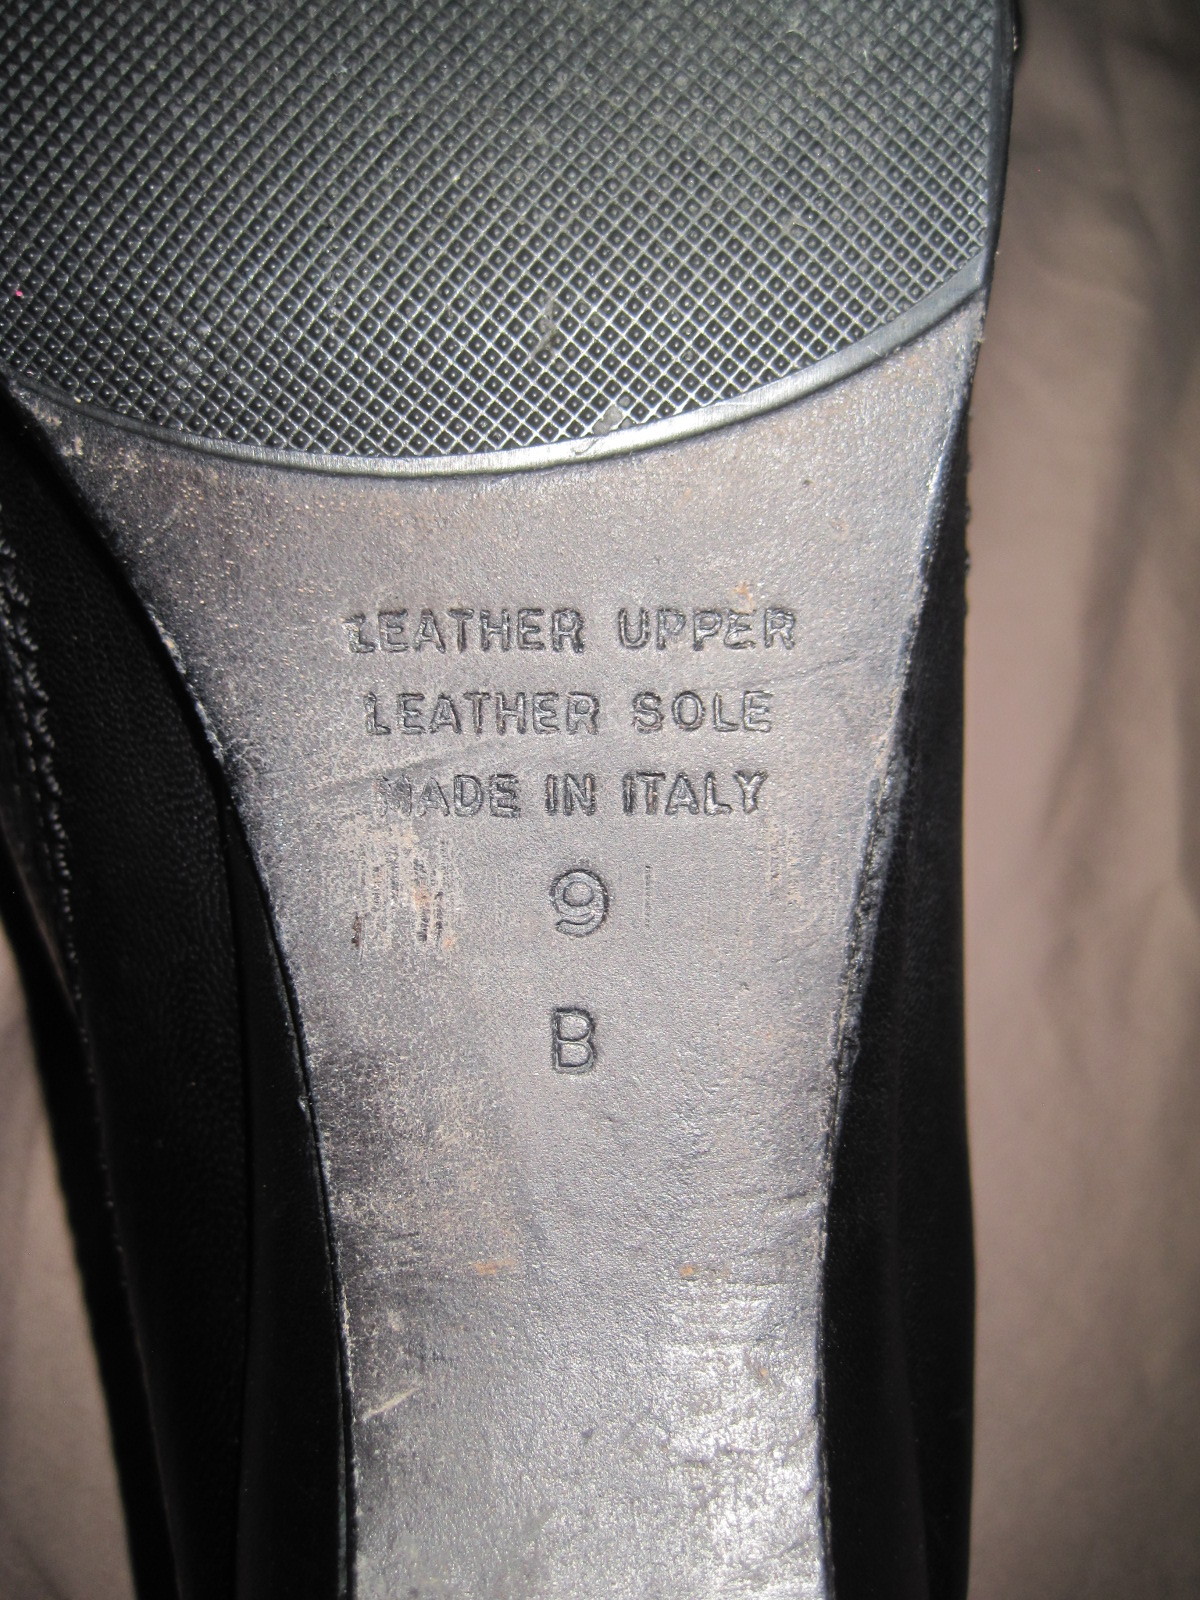 LEATHER UPPER
LEATHER SOLE
MADE IN ITALY
9
B